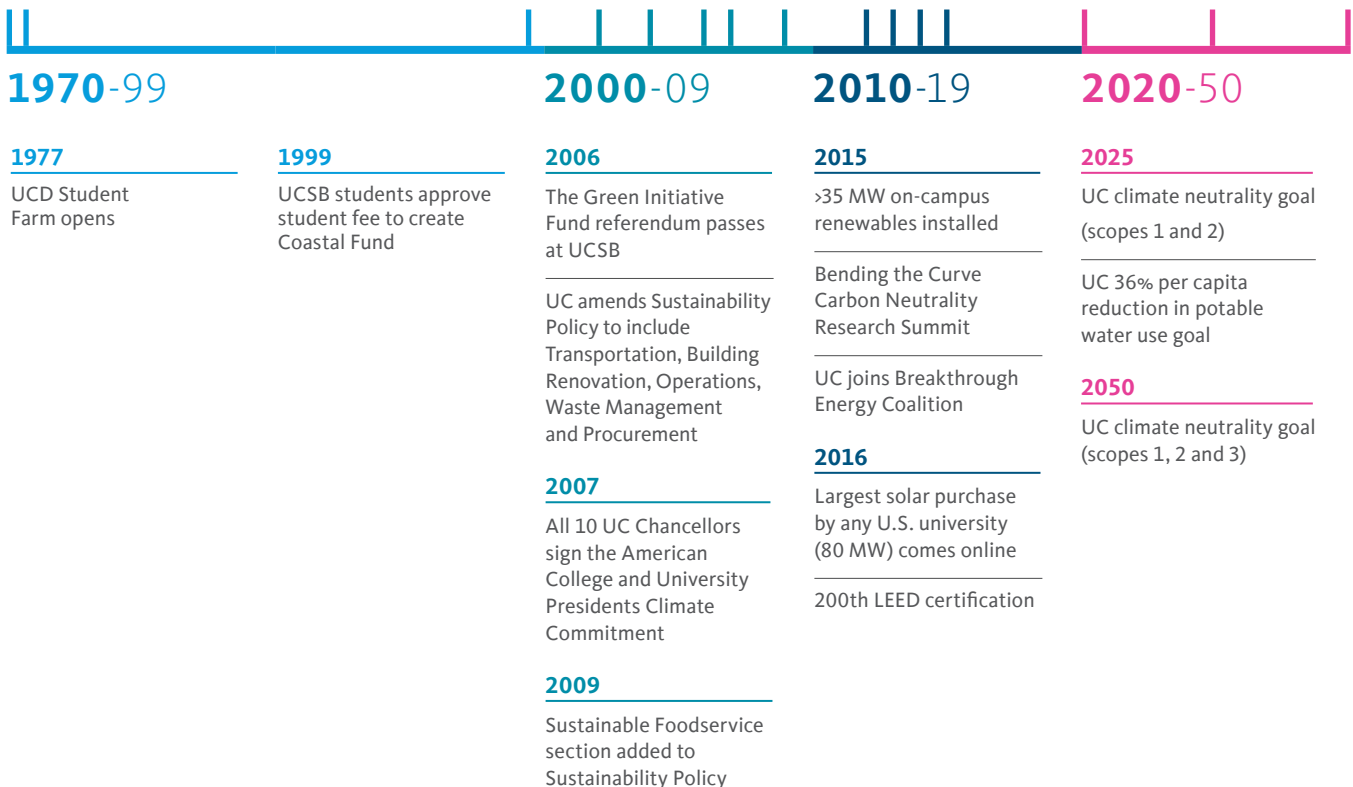 1970-99
1977
UCD Student
Farm opens
1999
UCSB students approve
student fee to create
Coastal Fund
2000-09
2006
The Green Initiative
Fund referendum passes
at UCSB
UC amends Sustainability
Policy to include
Transportation, Building
Renovation, Operations,
Waste Management
and Procurement
2007
All 10 UC Chancellors
sign the American
College and University
Presidents Climate
Commitment
2009
Sustainable Foodservice
section added to
Sustainability Policy
2010-19
2015
>35 MW on-campus
renewables installed
Bending the Curve
Carbon Neutrality
Research Summit
UC joins Breakthrough
Energy Coalition
2016
Largest solar purchase
by any U.S. university
(80 MW) comes online
200th LEED certification
2020-50
2025
UC climate neutrality goal
(scopes 1 and 2)
UC 36% per capita
reduction in potable
water use goal
2050
UC climate neutrality goal
(scopes 1, 2 and 3)